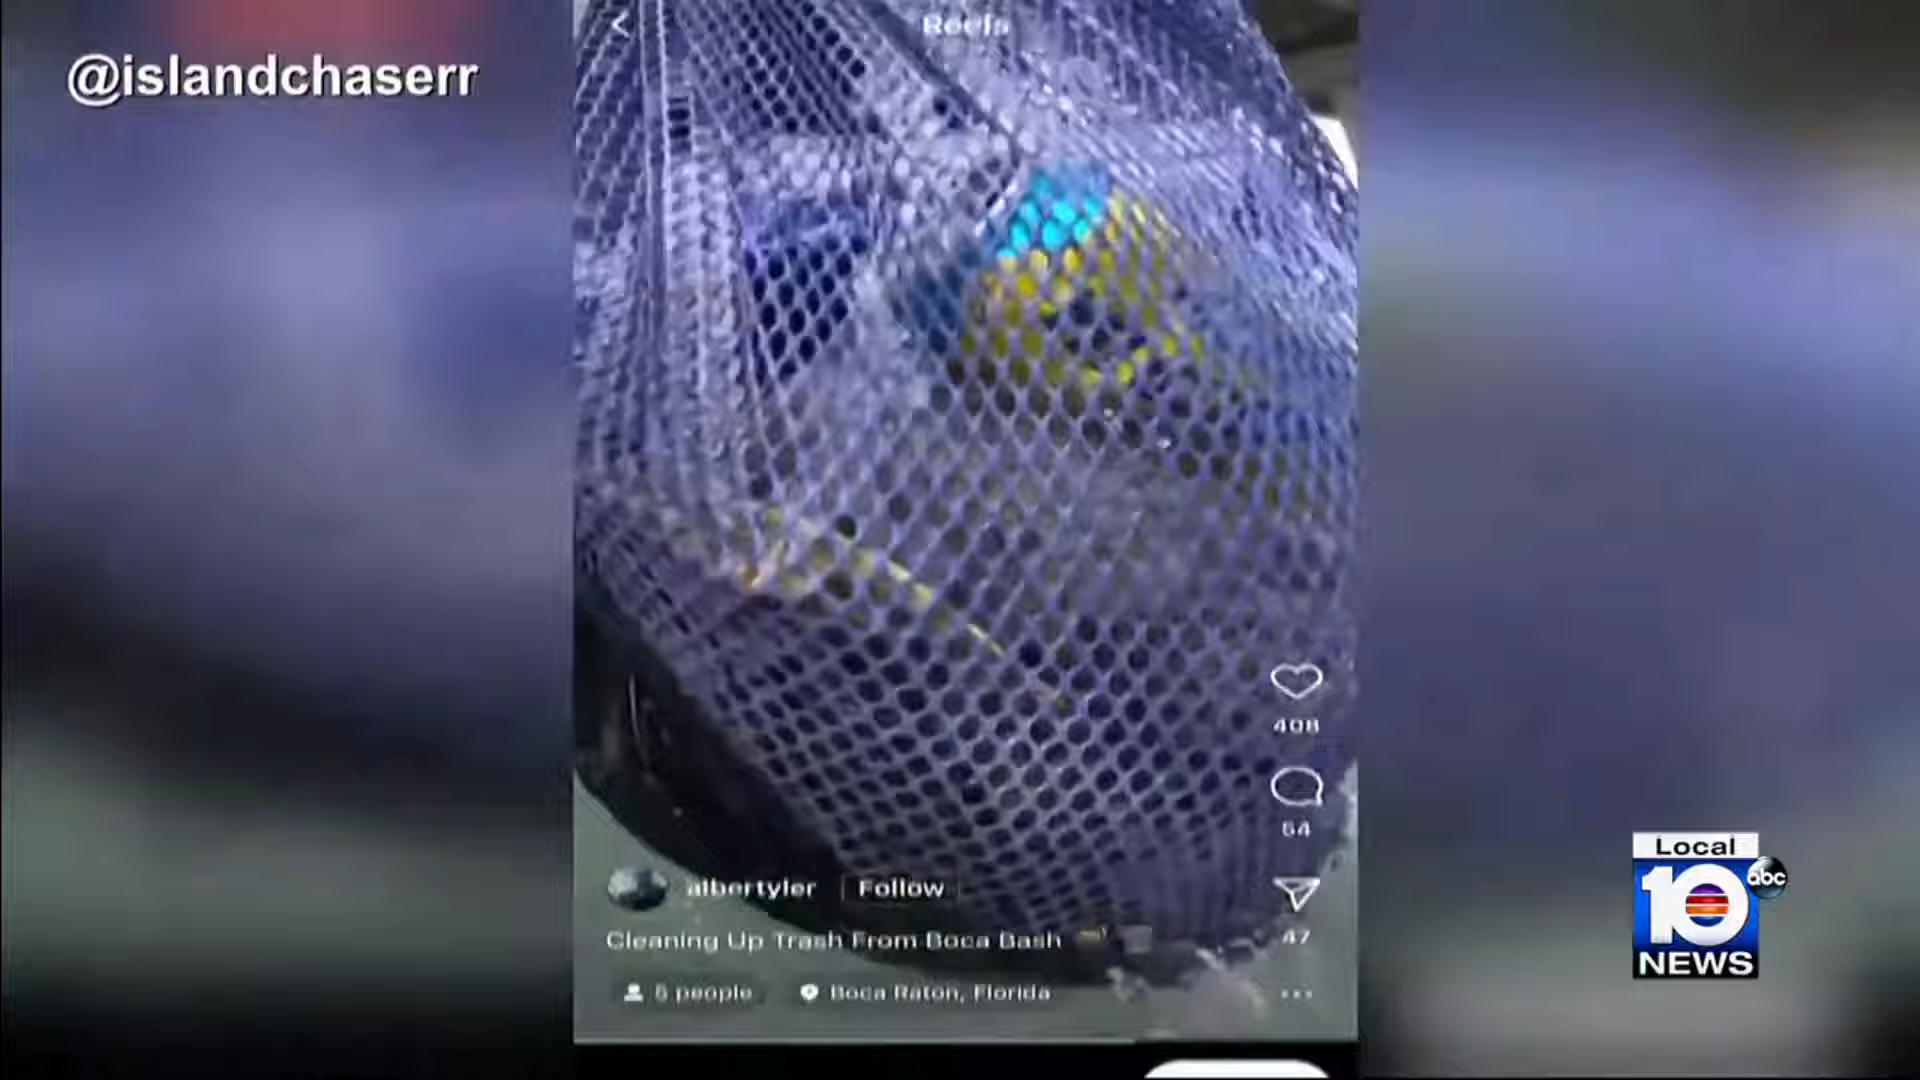 @islandchaserr
Reels
408
54
albertyler
Follow
Cleaning Up Trash From Boca Bash
47
5 people
Boca Raton, Florida
Local
10
abc
NEWS